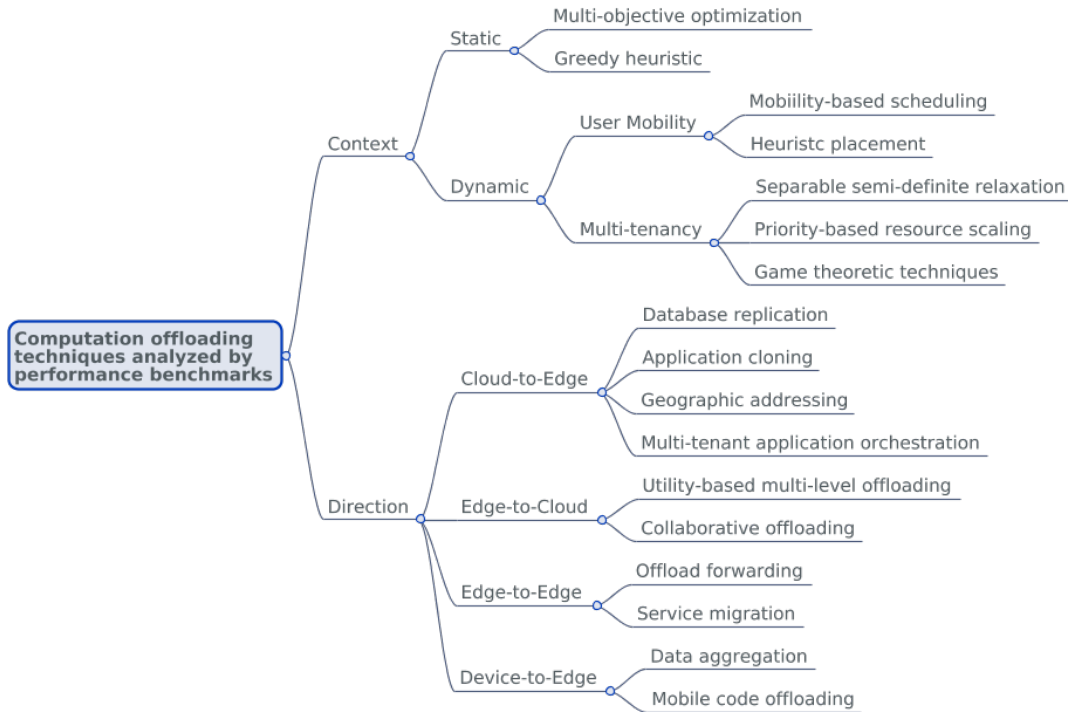 Multi-objective optimization
Static
Greedy heuristic
Mobiility-based scheduling
User Mobility
Context
Heuristc placement
Dynamic
Separable semi-definite relaxation
Multi-tenancy
Priority-based resource scaling
Game theoretic techniques
Computation offloading
techniques analyzed by
performance benchmarks
Database replication
Application cloning
Cloud-to-Edge
Geographic addressing
Multi-tenant application orchestration
Direction
Utility-based multi-level offloading
Edge-to-Cloud
Collaborative offloading
Offload forwarding
Edge-to-Edge
Service migration
Data aggregation
Device-to-Edge
Mobile code offloading